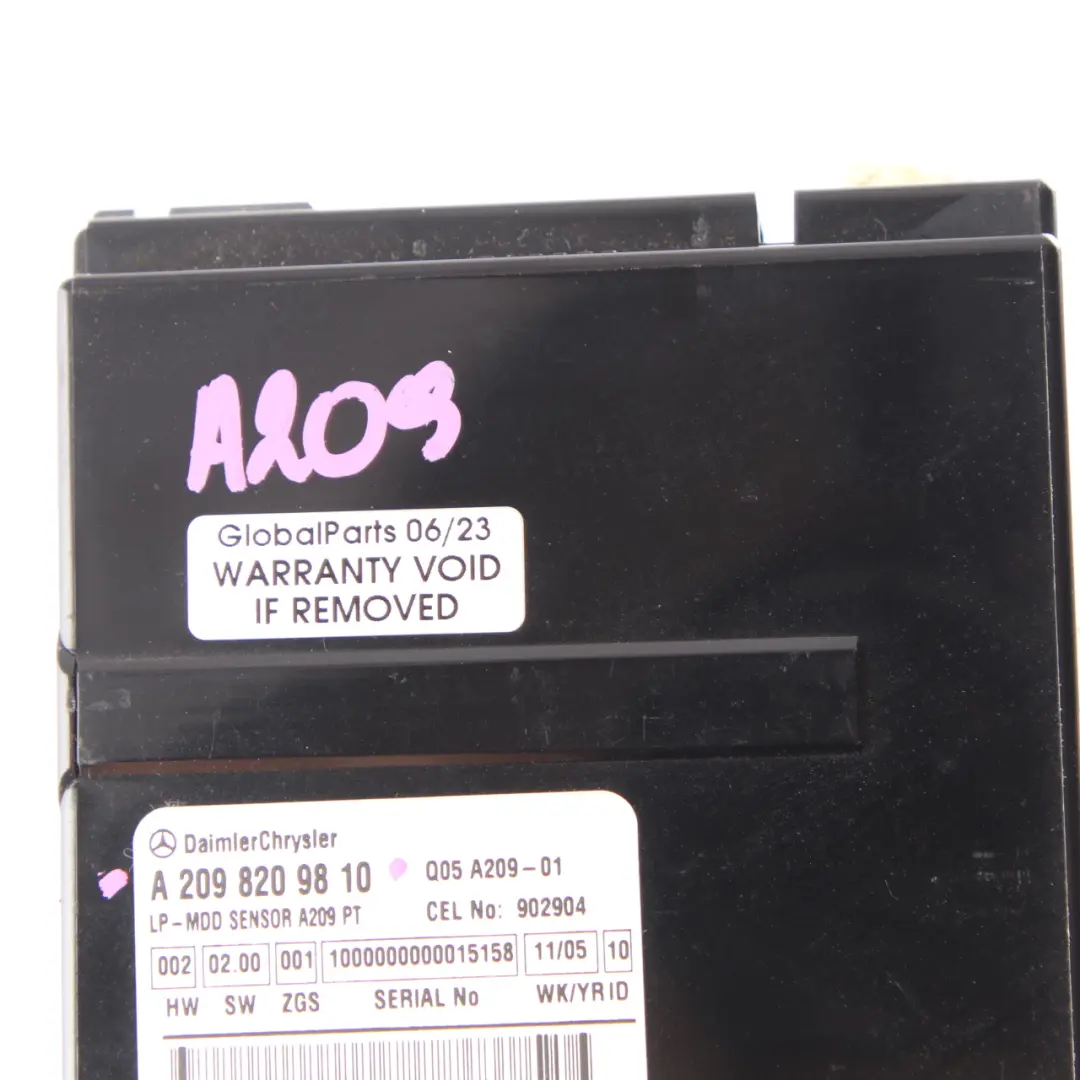 A209
GlobalParts 06/23
WARRANTY VOID
IF REMOVED
DaimlerChrysler
A 209 820 98 10 Q05 A209-01
LP-MDD SENSOR A209 PT CEL No: 902904
002 02.00 001 1000000000015158 11/05 10
HW SW ZGS SERIAL No WK/YR ID